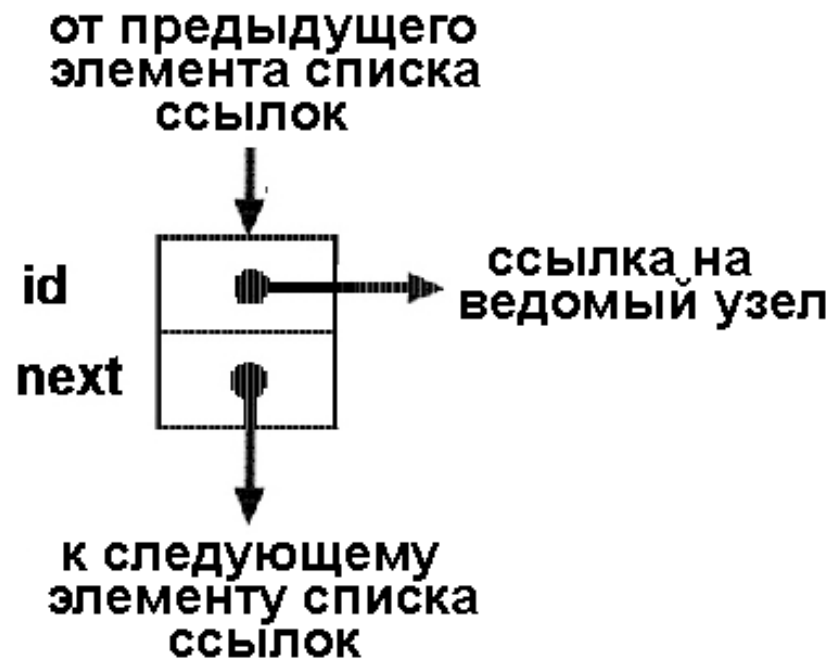 от предыдущего
элемента списка
ссылок
id
ссылка на
ведомый узел
next
к следующему
элементу списка
ссылок